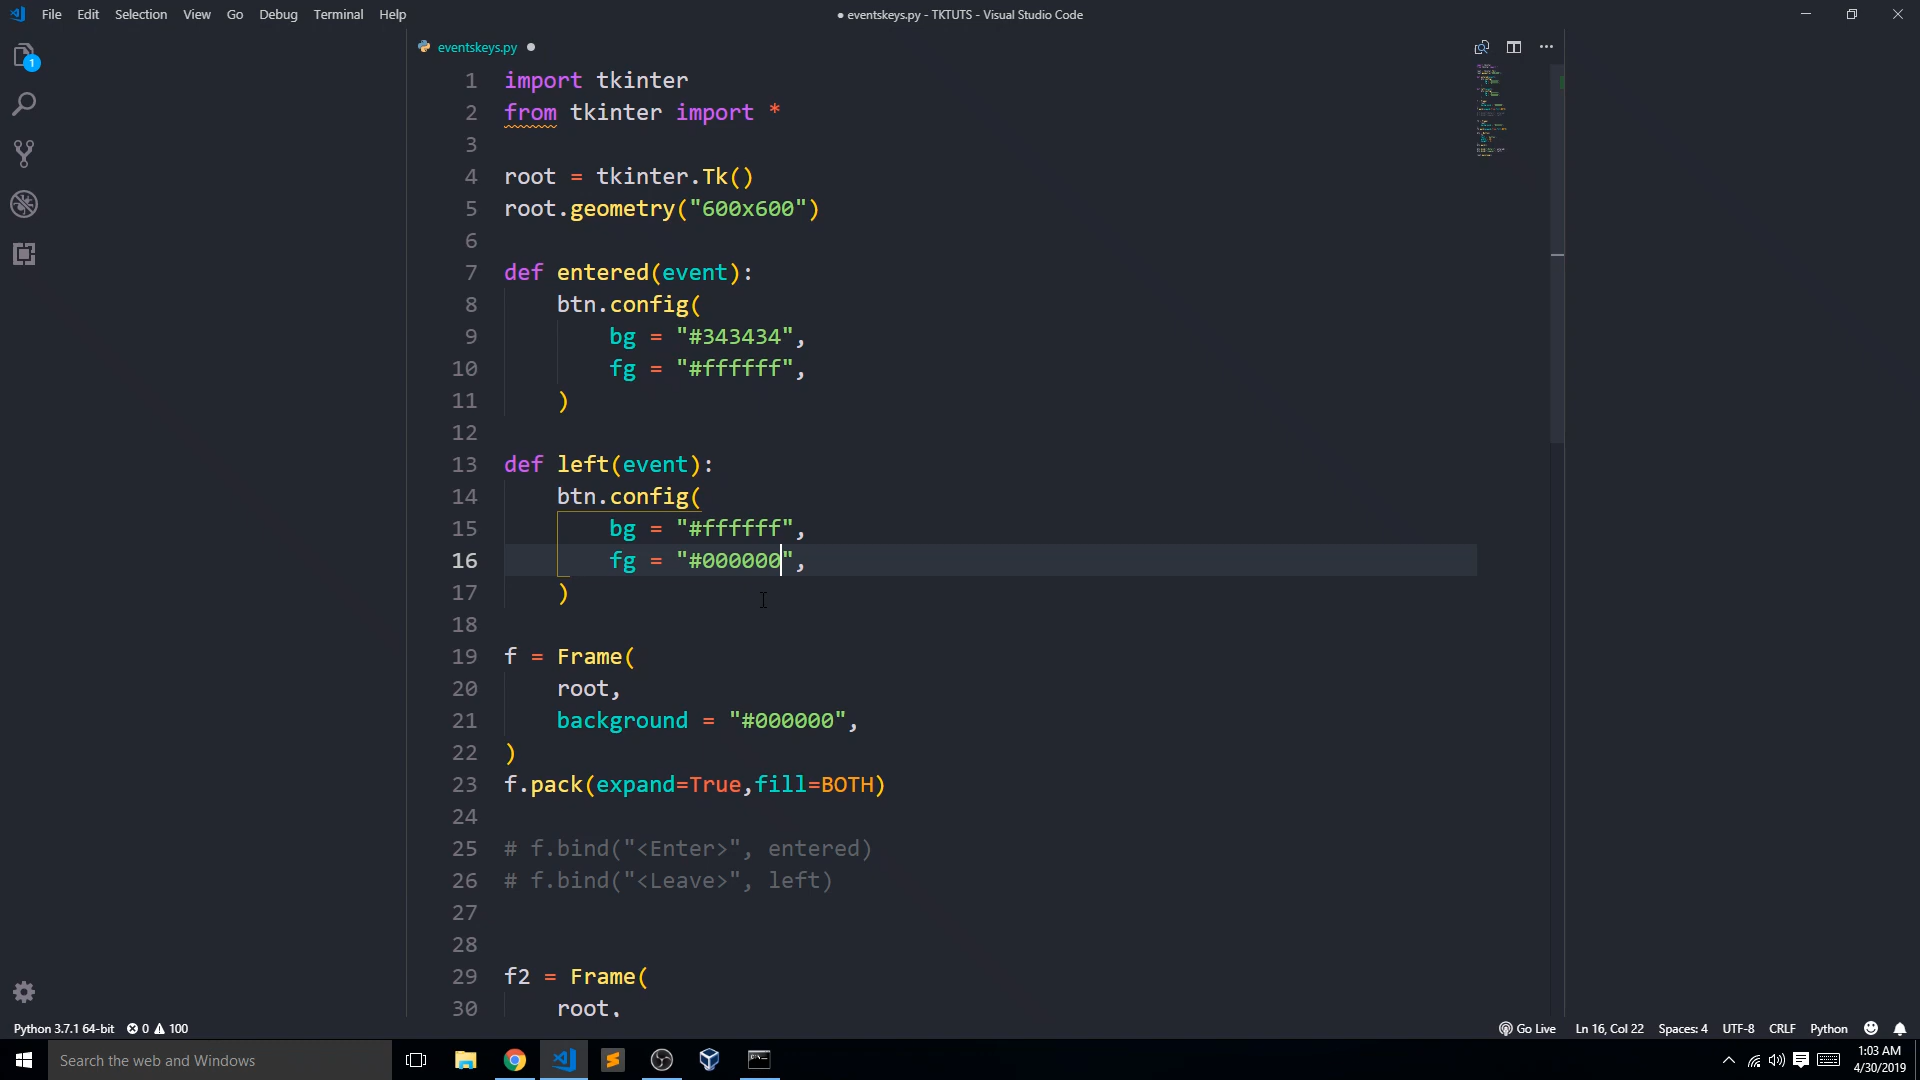 File Edit Selection View Go Debug Terminal Help
● eventskeys.py - TKTUTS - Visual Studio Code
1
eventskeys.py
1 import tkinter
2 from tkinter import *
3
4 root = tkinter.Tk()
5 root.geometry("600x600")
6
7 def entered(event):
8 btn.config(
9 bg = "#343434",
10 fg = "#ffffff",
11 )
12
13 def left(event):
14 btn.config(
15 bg = "#ffffff",
16 fg = "#000000",
17 )
18
19 f = Frame(
20 root,
21 background = "#000000",
22 )
23 f.pack(expand=True,fill=BOTH)
24
25 # f.bind("<Enter>", entered)
26 # f.bind("<Leave>", left)
27
28
29 f2 = Frame(
30 root,
Python 3.7.1 64-bit 0 100 Go Live Ln 16, Col 22 Spaces: 4 UTF-8 CRLF Python
Search the web and Windows
1:03 AM
4/30/2019